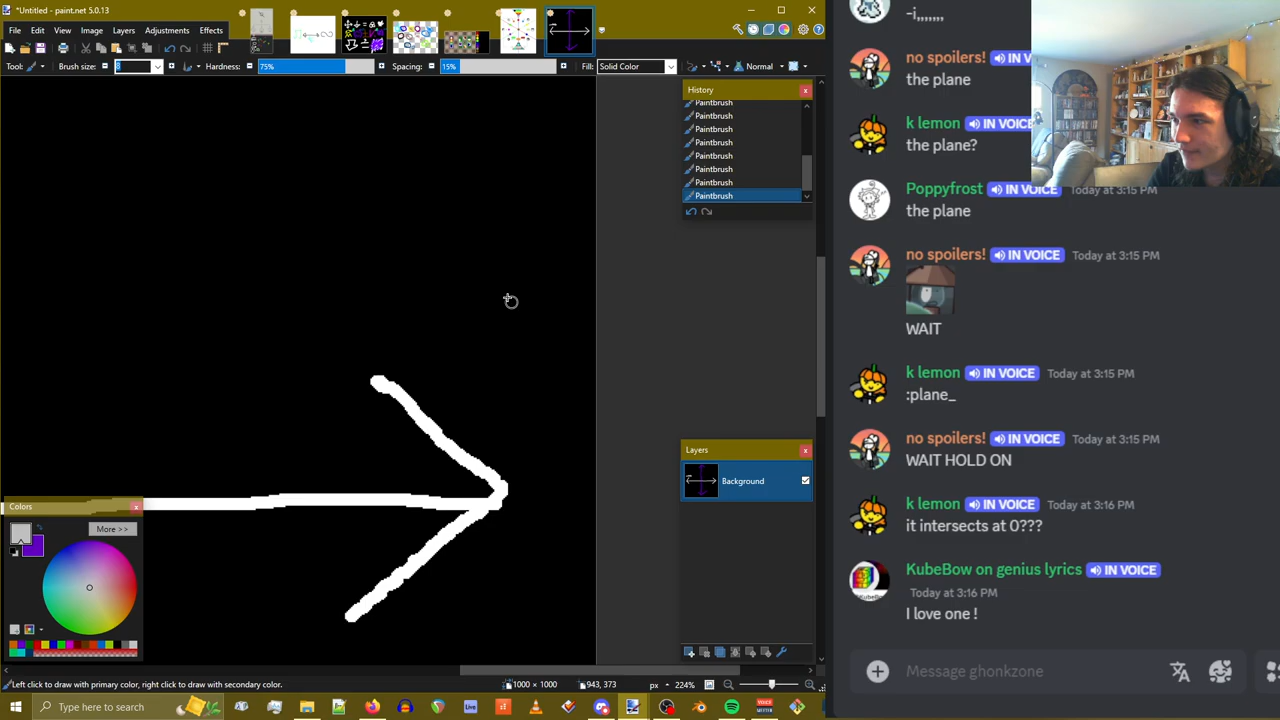 *Untitled - paint.net 5.0.13
File Edit View Image Layers Adjustments Effects
Tool: Brush size: 8 Hardness: 75% Spacing: 15% Fill: Solid Color Normal
History
Paintbrush
Paintbrush
Paintbrush
Paintbrush
Paintbrush
Paintbrush
Paintbrush
Paintbrush
Layers
Background
Colors
More >>
Left click to draw with primary color, right click to draw with secondary color.
1000 × 1000
943, 373
px
224%
Type here to search
Live
-i,,,,,,,
no spoilers!
the plane
k lemon
the plane?
Poppyfrost IN VOICE Today at 3:15 PM
the plane
no spoilers! IN VOICE Today at 3:15 PM
WAIT
k lemon IN VOICE Today at 3:15 PM
:plane_
no spoilers! IN VOICE Today at 3:15 PM
WAIT HOLD ON
k lemon IN VOICE Today at 3:16 PM
it intersects at 0???
KubeBow on genius lyrics IN VOICE
Today at 3:16 PM
I love one !
Message ghonkzone